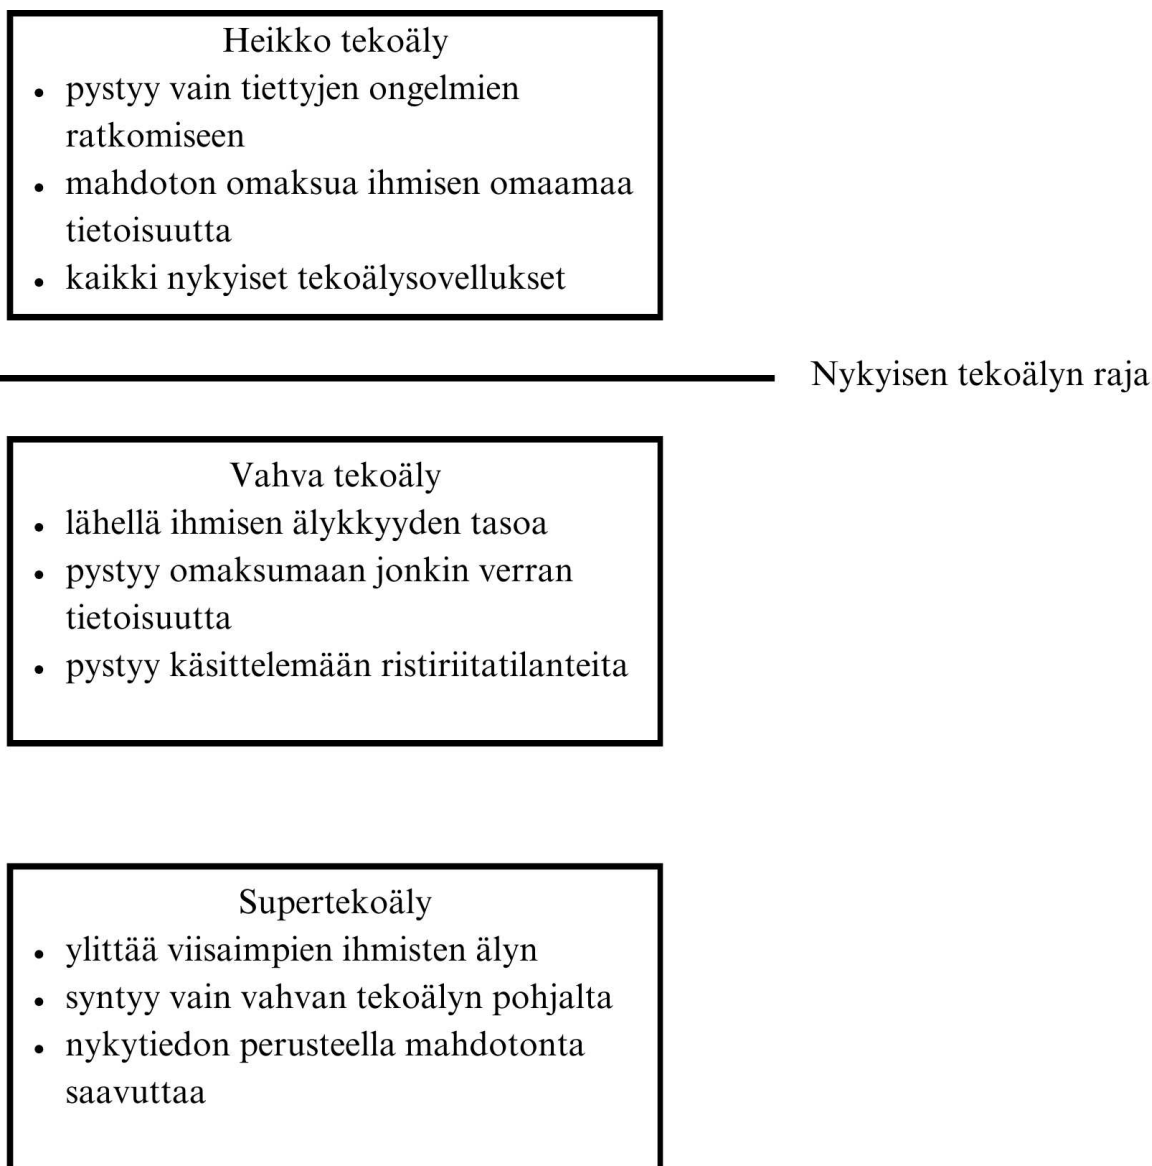 Heikko tekoäly
• pystyy vain tiettyjen ongelmien
ratkomiseen
• mahdoton omaksua ihmisen omaamaa
tietoisuutta
• kaikki nykyiset tekoälysovellukset
Nykyisen tekoälyn raja
Vahva tekoäly
• lähellä ihmisen älykkyyden tasoa
• pystyy omaksumaan jonkin verran
tietoisuutta
• pystyy käsittelemään ristiriitatilanteita
Supertekoäly
• ylittää viisaimpien ihmisten älyn
• syntyy vain vahvan tekoälyn pohjalta
• nykytiedon perusteella mahdotonta
saavuttaa